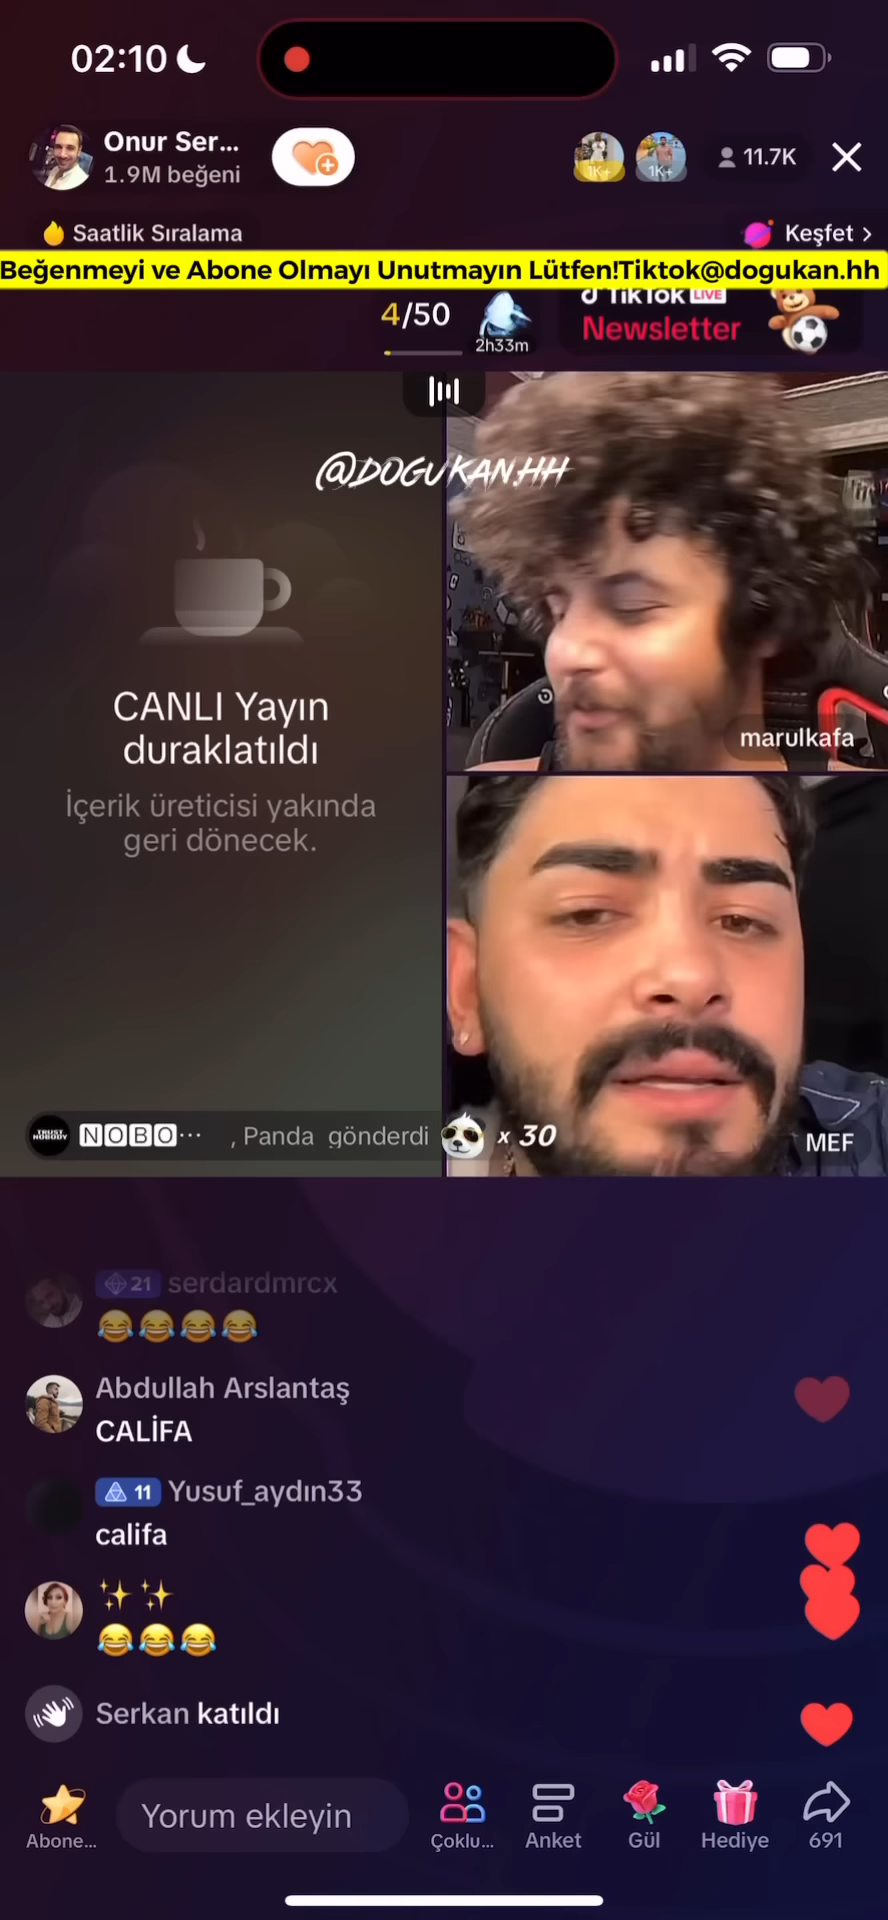 02:10
Onur Ser...
1.9M beğeni
1K+
1K+
11.7K
Saatlik Sıralama
Keşfet
Beğenmeyi ve Abone Olmayı Unutmayın Lütfen!Tiktok@dogukan.hh
4/50
2h33m
TikTok LIVE
Newsletter
@DOGUKAN.HH
CANLI Yayın
duraklatıldı
İçerik üreticisi yakında
geri dönecek.
marulkafa
TRUST
NOBODY
NOBO...
, Panda gönderdi
x 30
MEF
21 serdardmrcx
😂😂😂😂
Abdullah Arslantaş
CALİFA
11 Yusuf_aydın33
califa
✨✨
😂😂😂
Serkan katıldı
Abone...
Yorum ekleyin
Çoklu...
Anket
Gül
Hediye
691